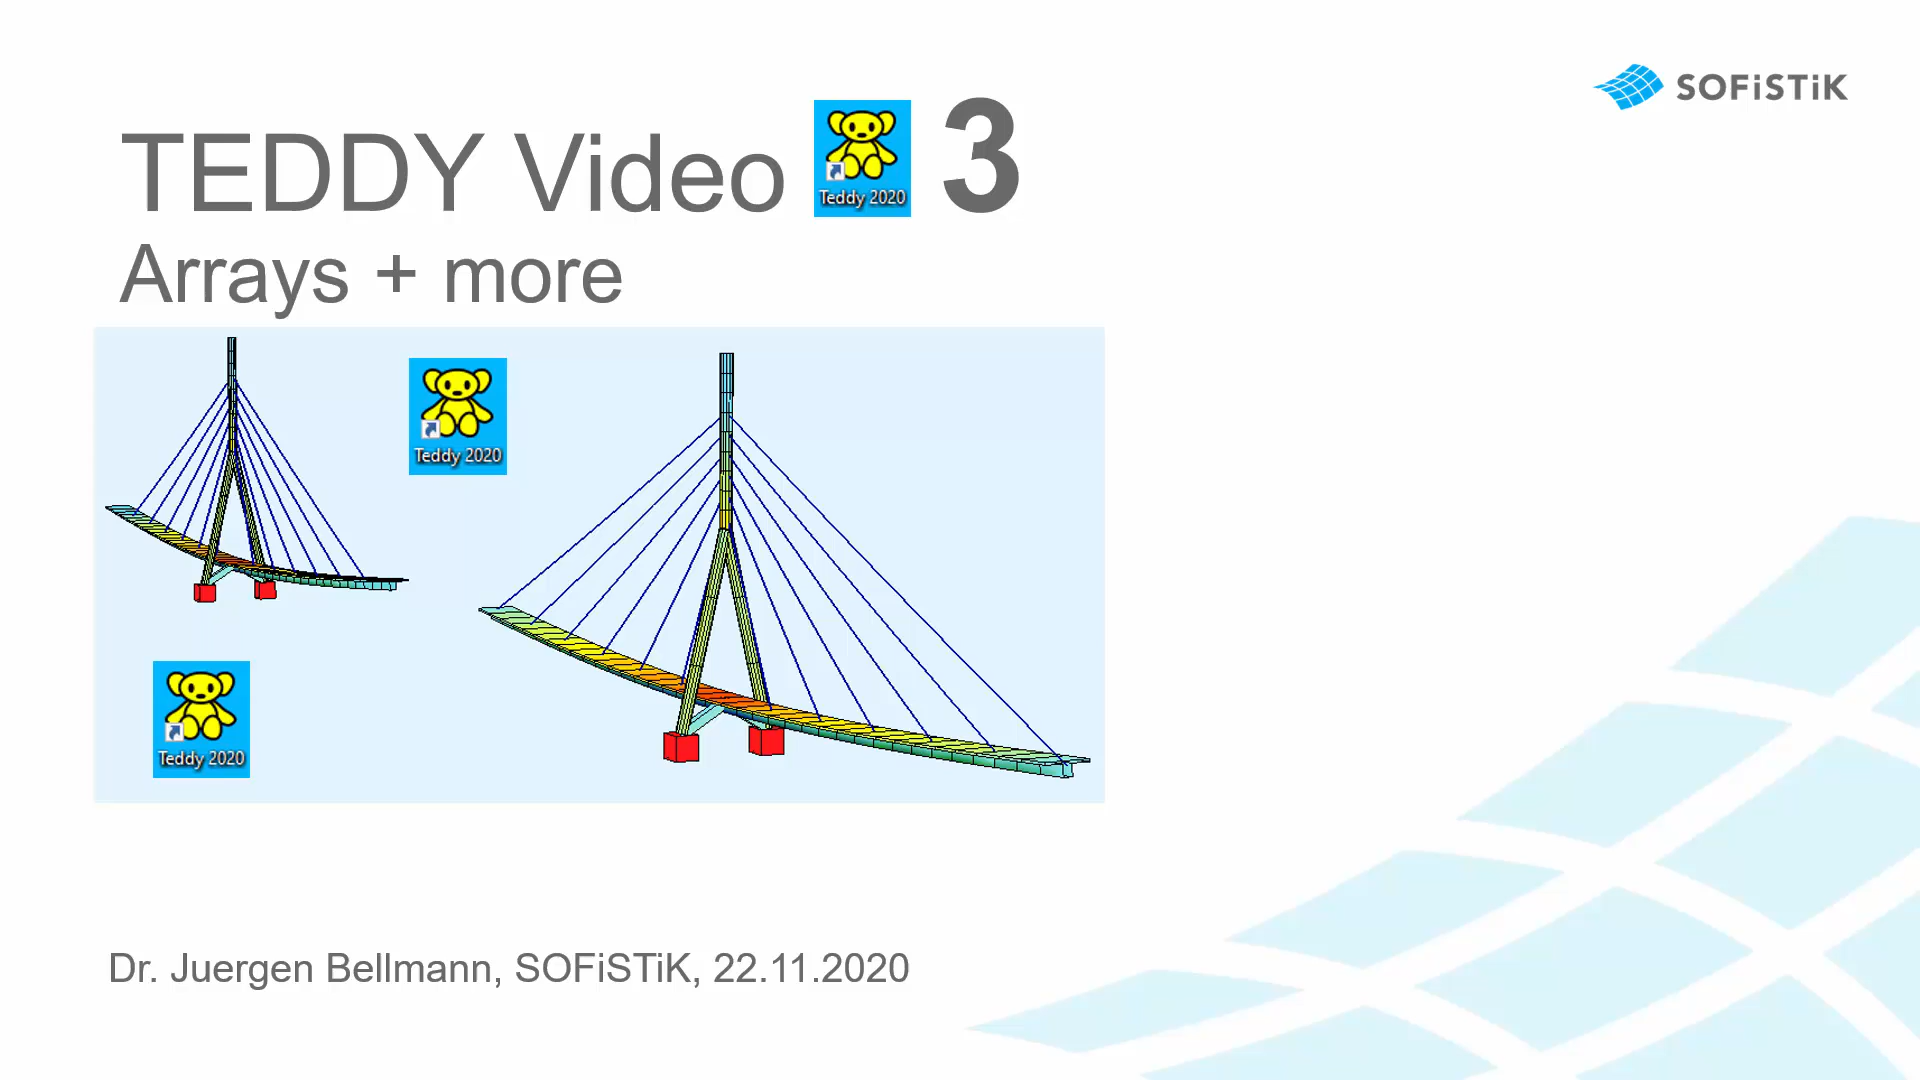 SOFiSTiK
TEDDY Video
Teddy 2020
3
Arrays + more
Teddy 2020
Teddy 2020
Dr. Juergen Bellmann, SOFiSTiK, 22.11.2020